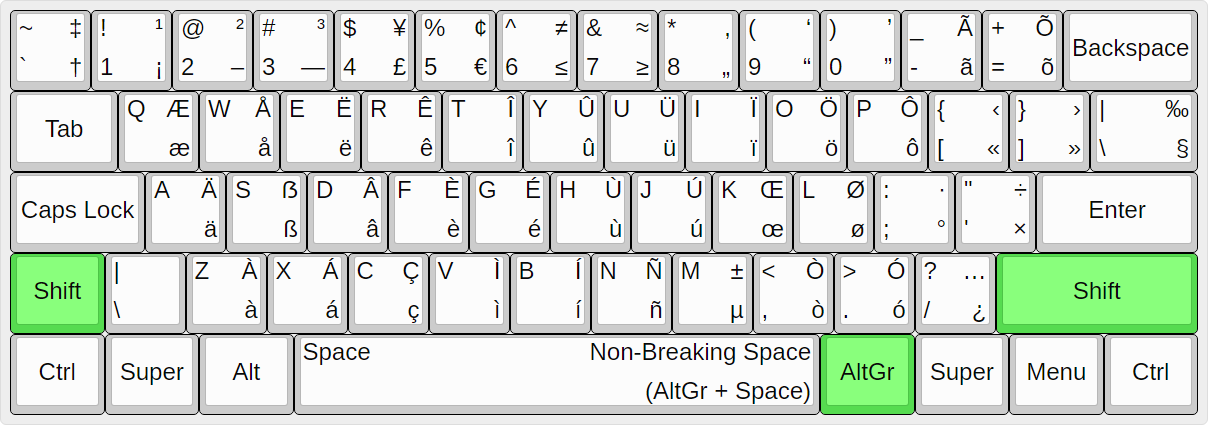 ~ ‡ ! ¹ @ ² # ³ $ ¥ % ¢ ^ ≠ & ≈ * ‚ ( ‘ ) ’ _ Ã + Õ
Backspace
` † 1 ¡ 2 – 3 — 4 £ 5 € 6 ≤ 7 ≥ 8 „ 9 “ 0 ” - ã = õ
Q Æ W Å E Ë R Ê T Î Y Û U Ü I Ï O Ö P Ô { ‹ } › | ‰
Tab
æ å ë ê î û ü ï ö ô [ « ] » \ §
A Ä S ẞ D Â F È G É H Ù J Ú K Œ L Ø : · " ÷
Caps Lock Enter
ä ß â è é ù ú œ ø ; ° ' ×
| Z À X Á C Ç V Ì B Í N Ñ M ± < Ò > Ó ? …
Shift Shift
\ à á ç ì í ñ µ , ò . ó / ¿
Space Non-Breaking Space
Ctrl Super Alt AltGr Super Menu Ctrl
(AltGr + Space)